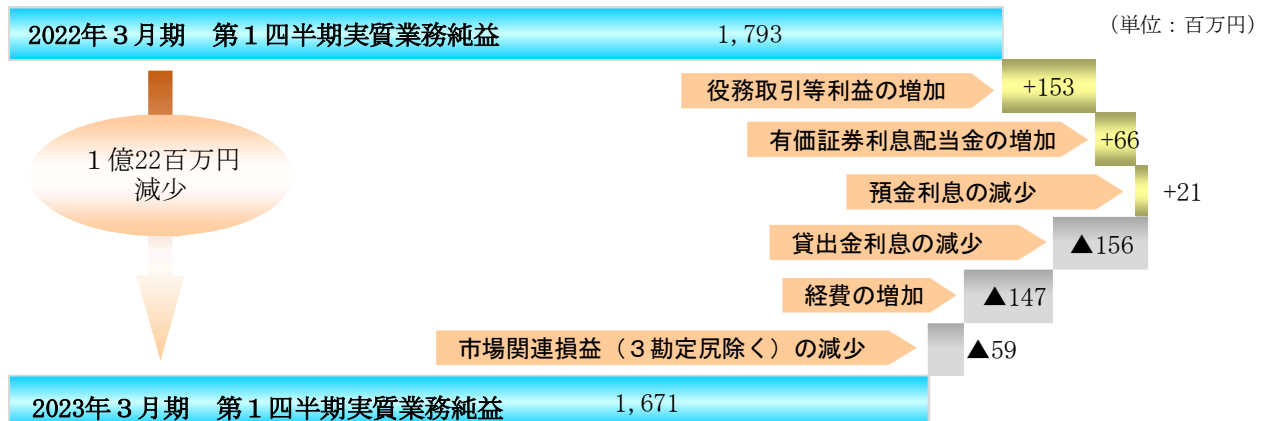 2022年３月期　第１四半期実質業務純益　1,793
（単位：百万円）
役務取引等利益の増加　+153
有価証券利息配当金の増加　+66
１億22百万円
減少
預金利息の減少　+21
貸出金利息の減少　▲156
経費の増加　▲147
市場関連損益（３勘定尻除く）の減少　▲59
2023年３月期　第１四半期実質業務純益　1,671